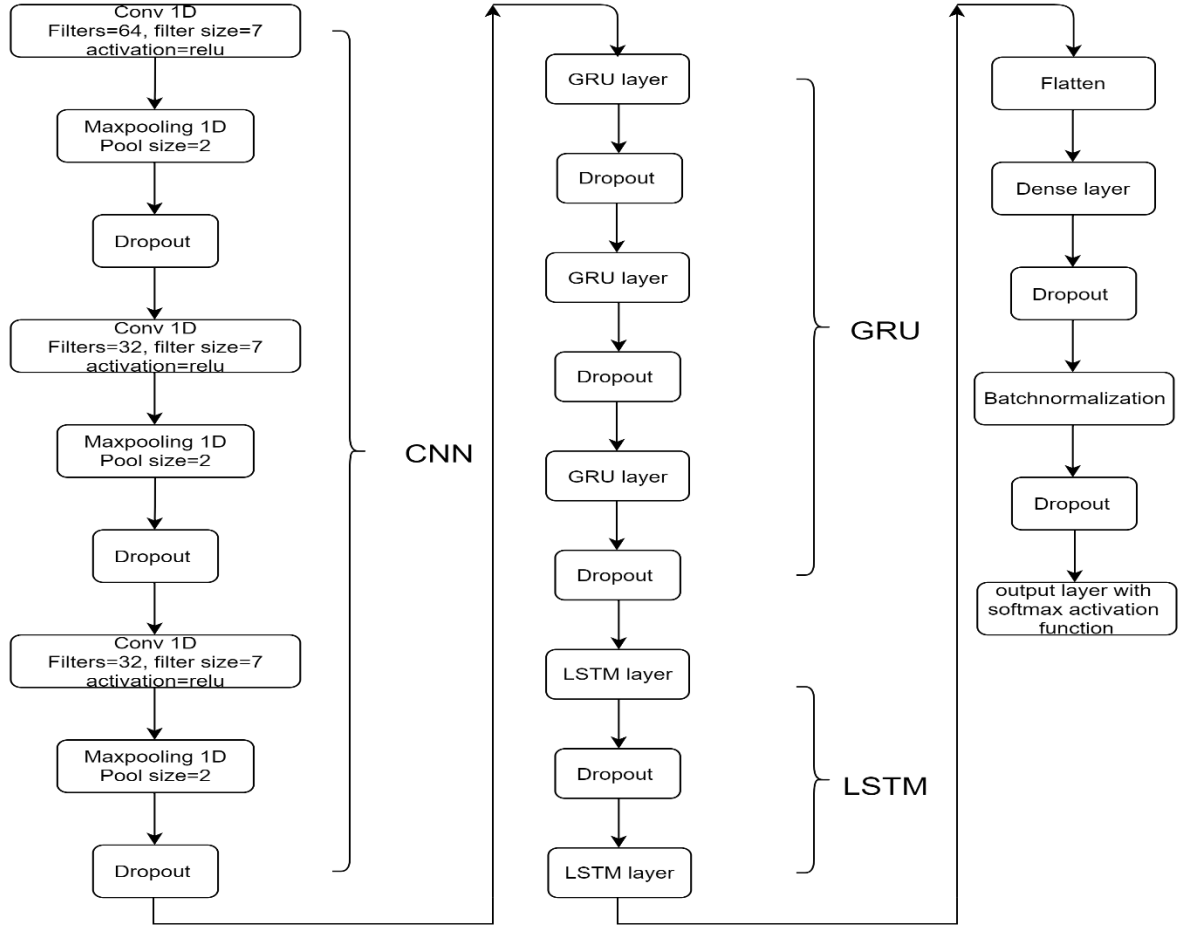 Conv 1D
Filters=64, filter size=7
activation=relu
Maxpooling 1D
Pool size=2
Dropout
Conv 1D
Filters=32, filter size=7
activation=relu
Maxpooling 1D
Pool size=2
Dropout
Conv 1D
Filters=32, filter size=7
activation=relu
Maxpooling 1D
Pool size=2
Dropout
CNN
GRU layer
Dropout
GRU layer
Dropout
GRU layer
Dropout
GRU
LSTM layer
Dropout
LSTM layer
LSTM
Flatten
Dense layer
Dropout
Batchnormalization
Dropout
output layer with
softmax activation
function